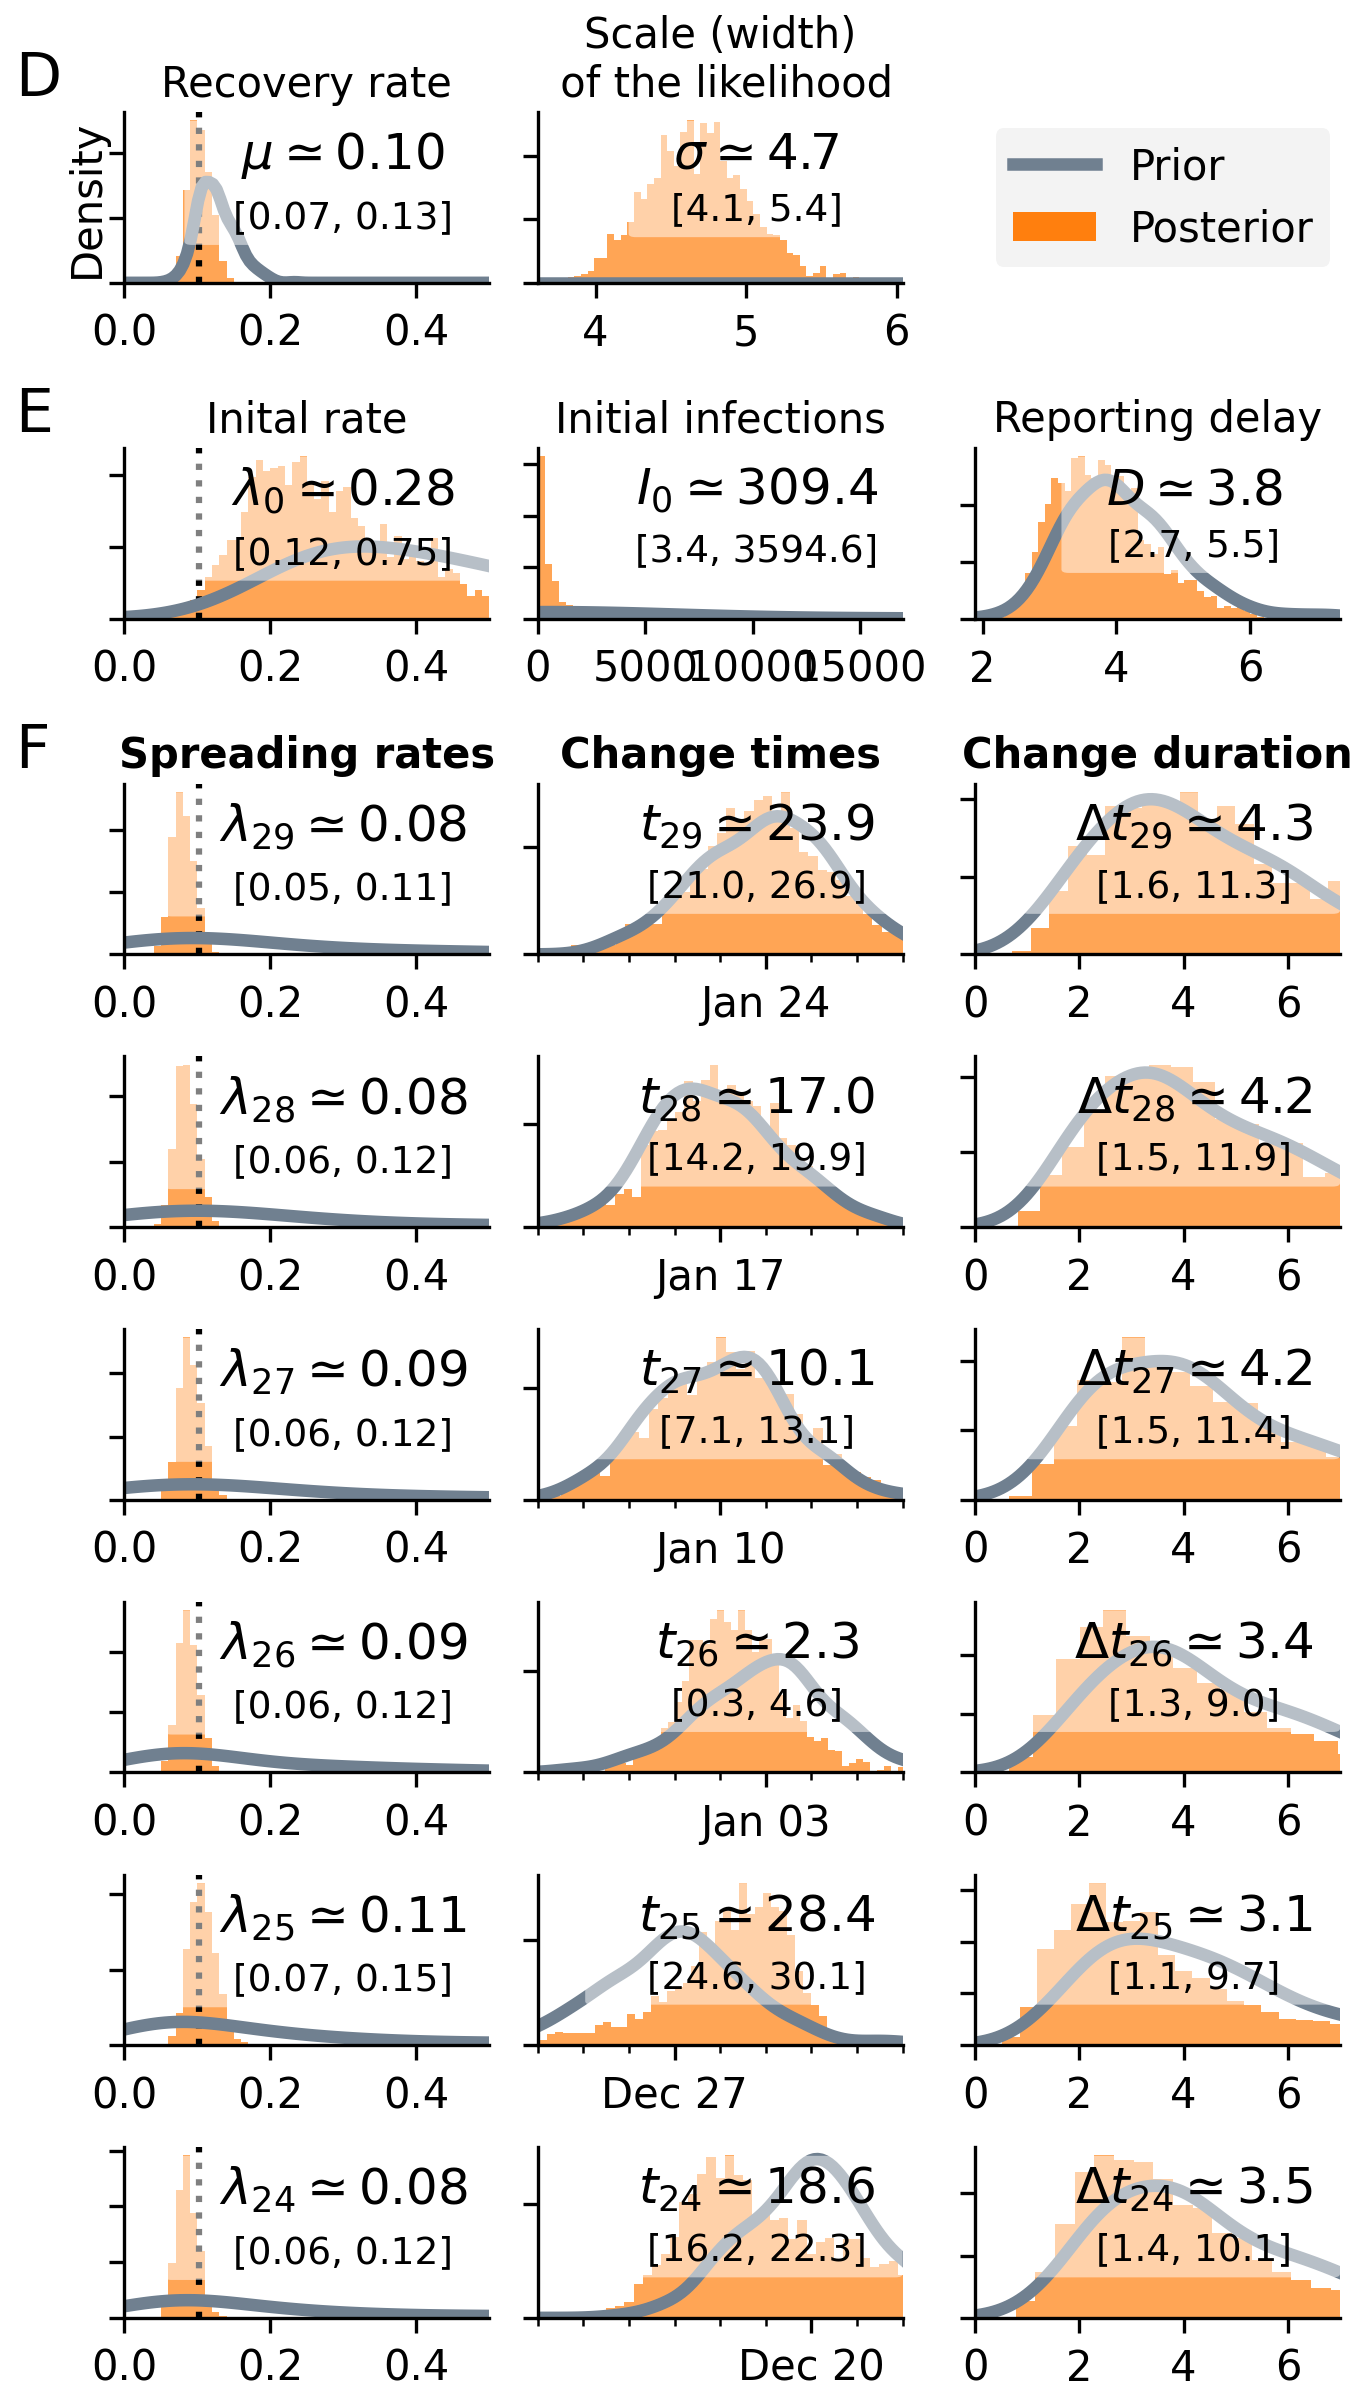 D
Recovery rate
Scale (width)
of the likelihood
Density
μ ≃ 0.10
[0.07, 0.13]
0.0 0.2 0.4
σ ≃ 4.7
[4.1, 5.4]
4 5 6
Prior
Posterior
E
Inital rate
λ0 ≃ 0.28
[0.12, 0.75]
0.0 0.2 0.4
Initial infections
I0 ≃ 309.4
[3.4, 3594.6]
0 5000 10000 15000
Reporting delay
D ≃ 3.8
[2.7, 5.5]
2 4 6
F
Spreading rates
Change times
Change duration
λ29 ≃ 0.08
[0.05, 0.11]
0.0 0.2 0.4
t29 ≃ 23.9
[21.0, 26.9]
Jan 24
Δt29 ≃ 4.3
[1.6, 11.3]
0 2 4 6
λ28 ≃ 0.08
[0.06, 0.12]
0.0 0.2 0.4
t28 ≃ 17.0
[14.2, 19.9]
Jan 17
Δt28 ≃ 4.2
[1.5, 11.9]
0 2 4 6
λ27 ≃ 0.09
[0.06, 0.12]
0.0 0.2 0.4
t27 ≃ 10.1
[7.1, 13.1]
Jan 10
Δt27 ≃ 4.2
[1.5, 11.4]
0 2 4 6
λ26 ≃ 0.09
[0.06, 0.12]
0.0 0.2 0.4
t26 ≃ 2.3
[0.3, 4.6]
Jan 03
Δt26 ≃ 3.4
[1.3, 9.0]
0 2 4 6
λ25 ≃ 0.11
[0.07, 0.15]
0.0 0.2 0.4
t25 ≃ 28.4
[24.6, 30.1]
Dec 27
Δt25 ≃ 3.1
[1.1, 9.7]
0 2 4 6
λ24 ≃ 0.08
[0.06, 0.12]
0.0 0.2 0.4
t24 ≃ 18.6
[16.2, 22.3]
Dec 20
Δt24 ≃ 3.5
[1.4, 10.1]
0 2 4 6